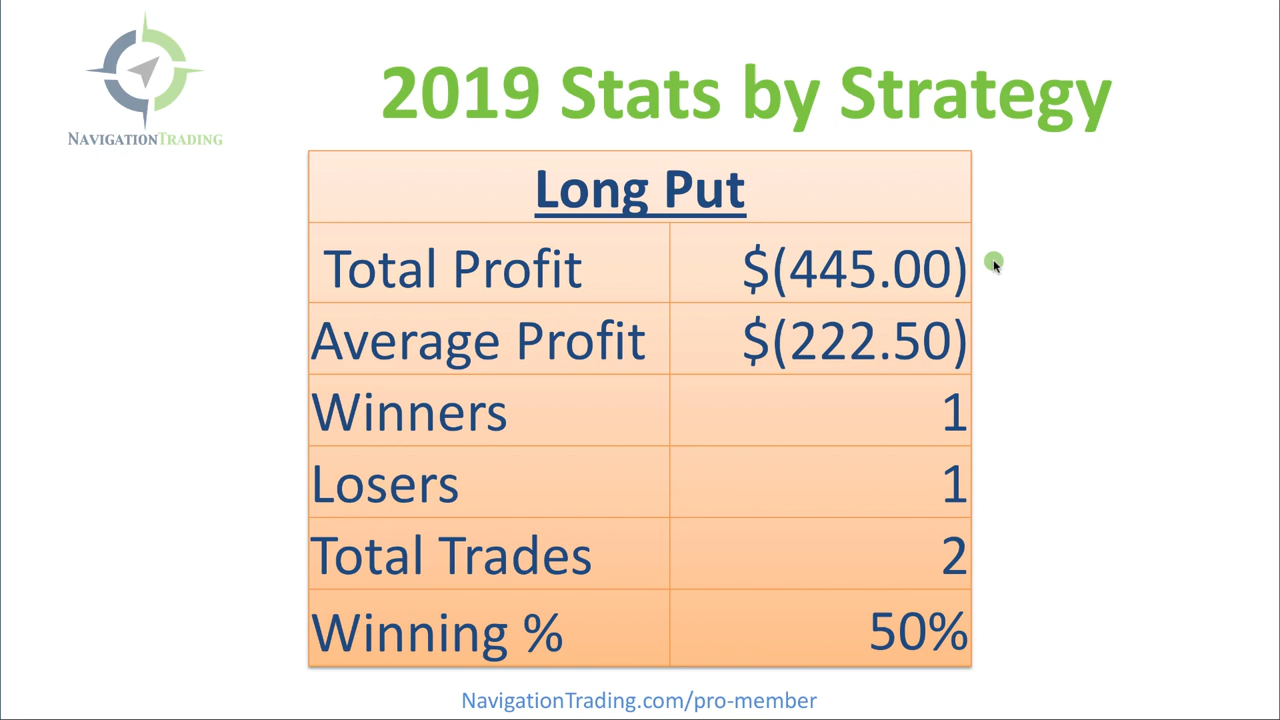 NAVIGATIONTRADING
2019 Stats by Strategy
Long Put
Total Profit $(445.00)
Average Profit $(222.50)
Winners 1
Losers 1
Total Trades 2
Winning % 50%
NavigationTrading.com/pro-member